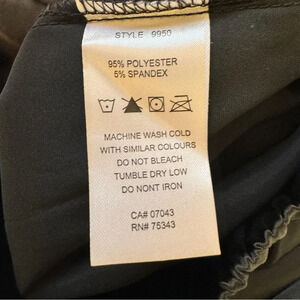 STYLE 9950
95% POLYESTER
5% SPANDEX
MACHINE WASH COLD
WITH SIMILAR COLOURS
DO NOT BLEACH
TUMBLE DRY LOW
DO NONT IRON
CA# 07043
RN# 75343